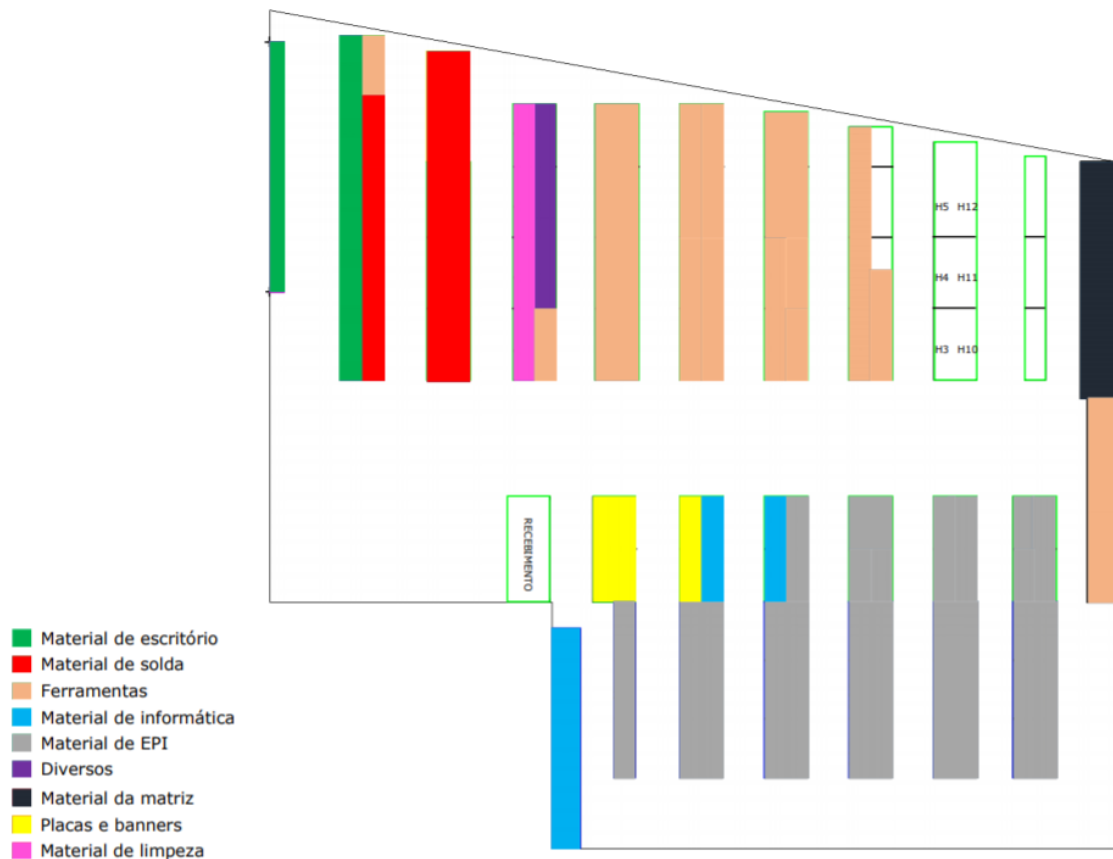 H5 H12
H4 H11
H3 H10
RECEBIMENTO
Material de escritório
Material de solda
Ferramentas
Material de informática
Material de EPI
Diversos
Material da matriz
Placas e banners
Material de limpeza